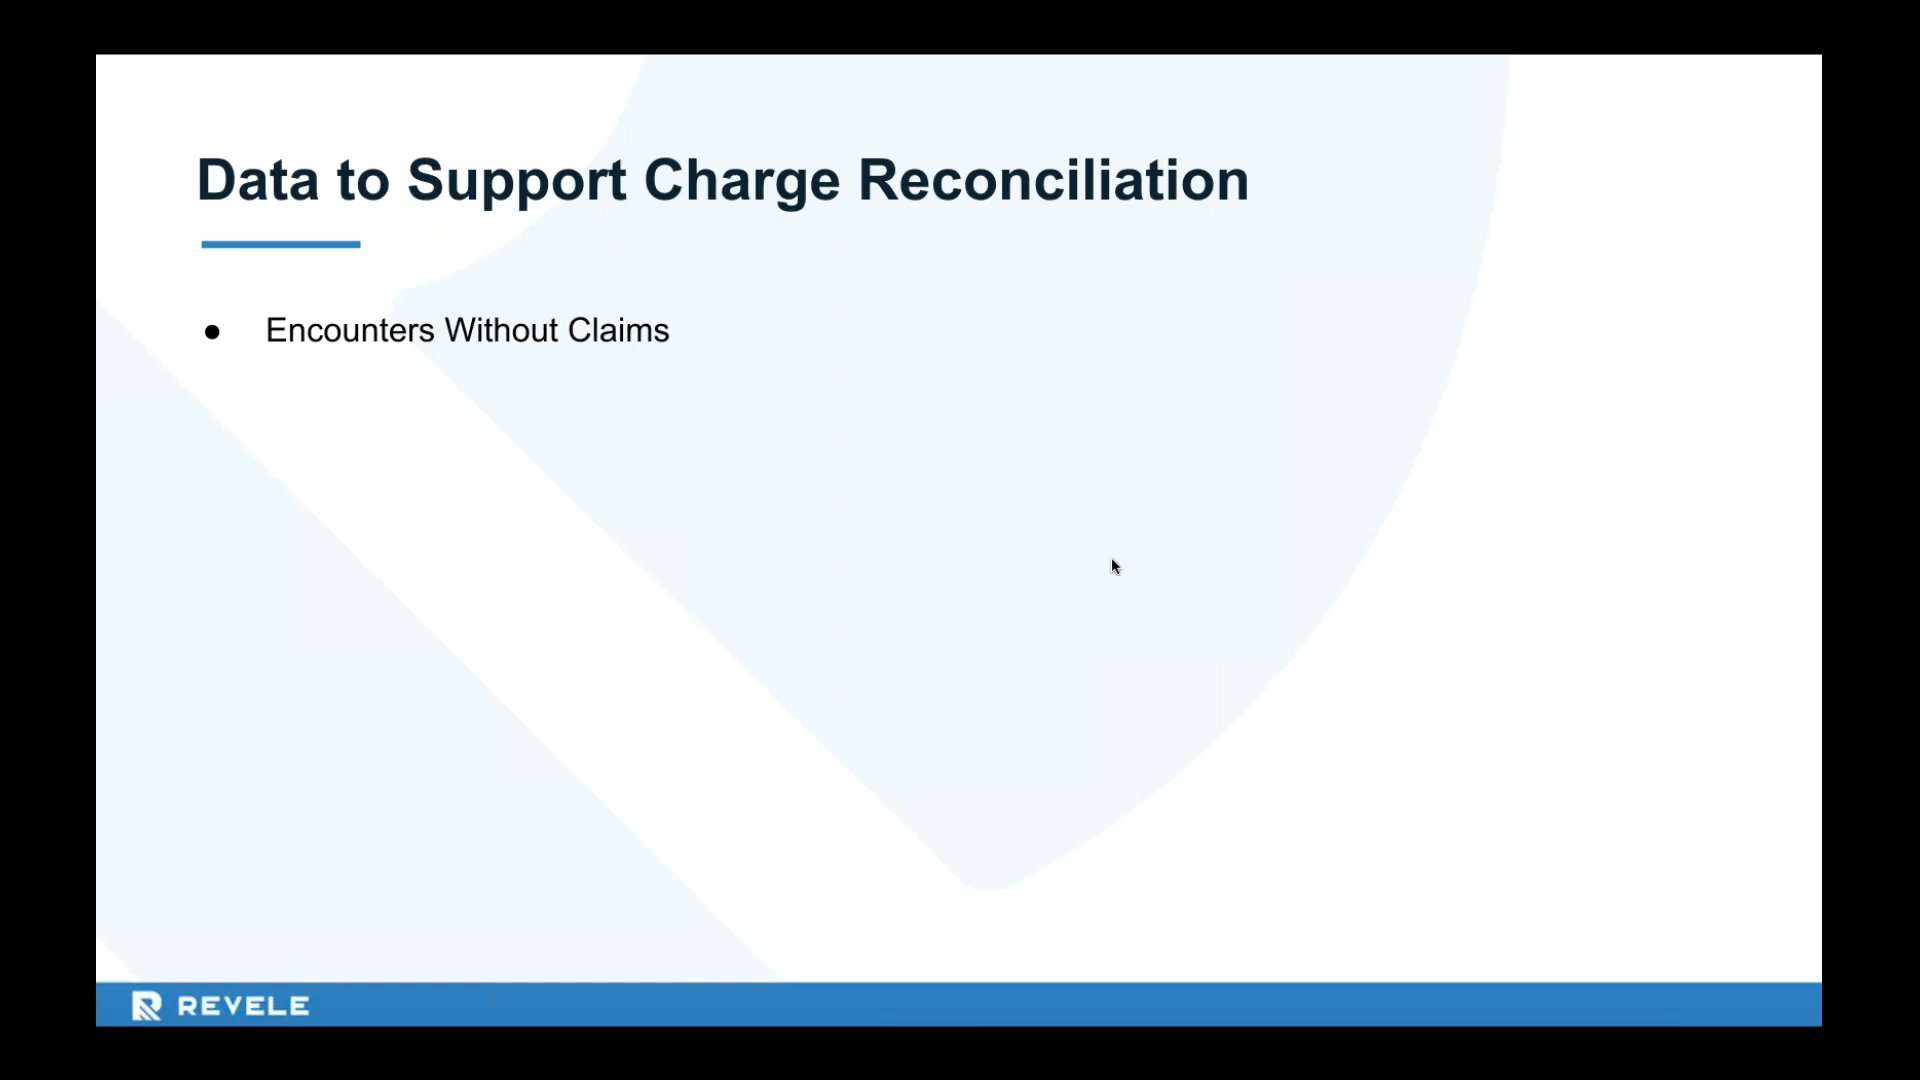 Data to Support Charge Reconciliation
● Encounters Without Claims
REVELE